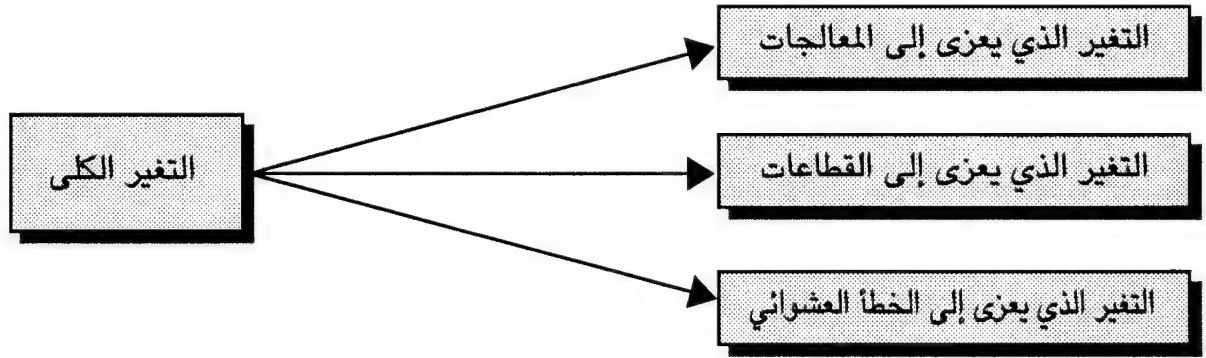 التغير الذي يعزى إلى المعالجات
التغير الكلى
التغير الذي يعزى إلى القطاعات
التغير الذي يعزى إلى الخطأ العشوائي